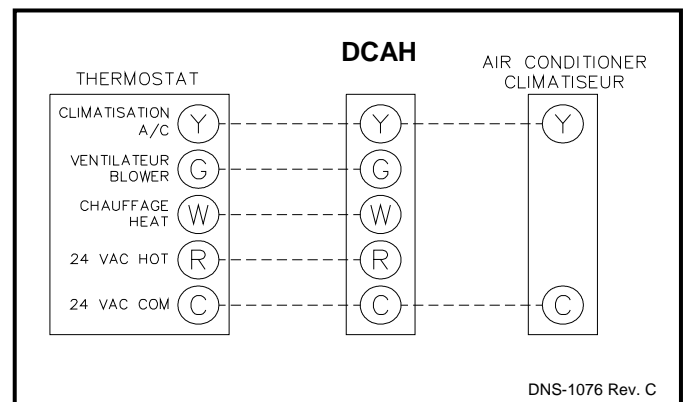 DCAH
THERMOSTAT
AIR CONDITIONER
CLIMATISEUR
CLIMATISATION
A/C
Y
Y
Y
VENTILATEUR
BLOWER
G
G
CHAUFFAGE
HEAT
W
W
24 VAC HOT
R
R
24 VAC COM
C
C
C
DNS-1076 Rev. C